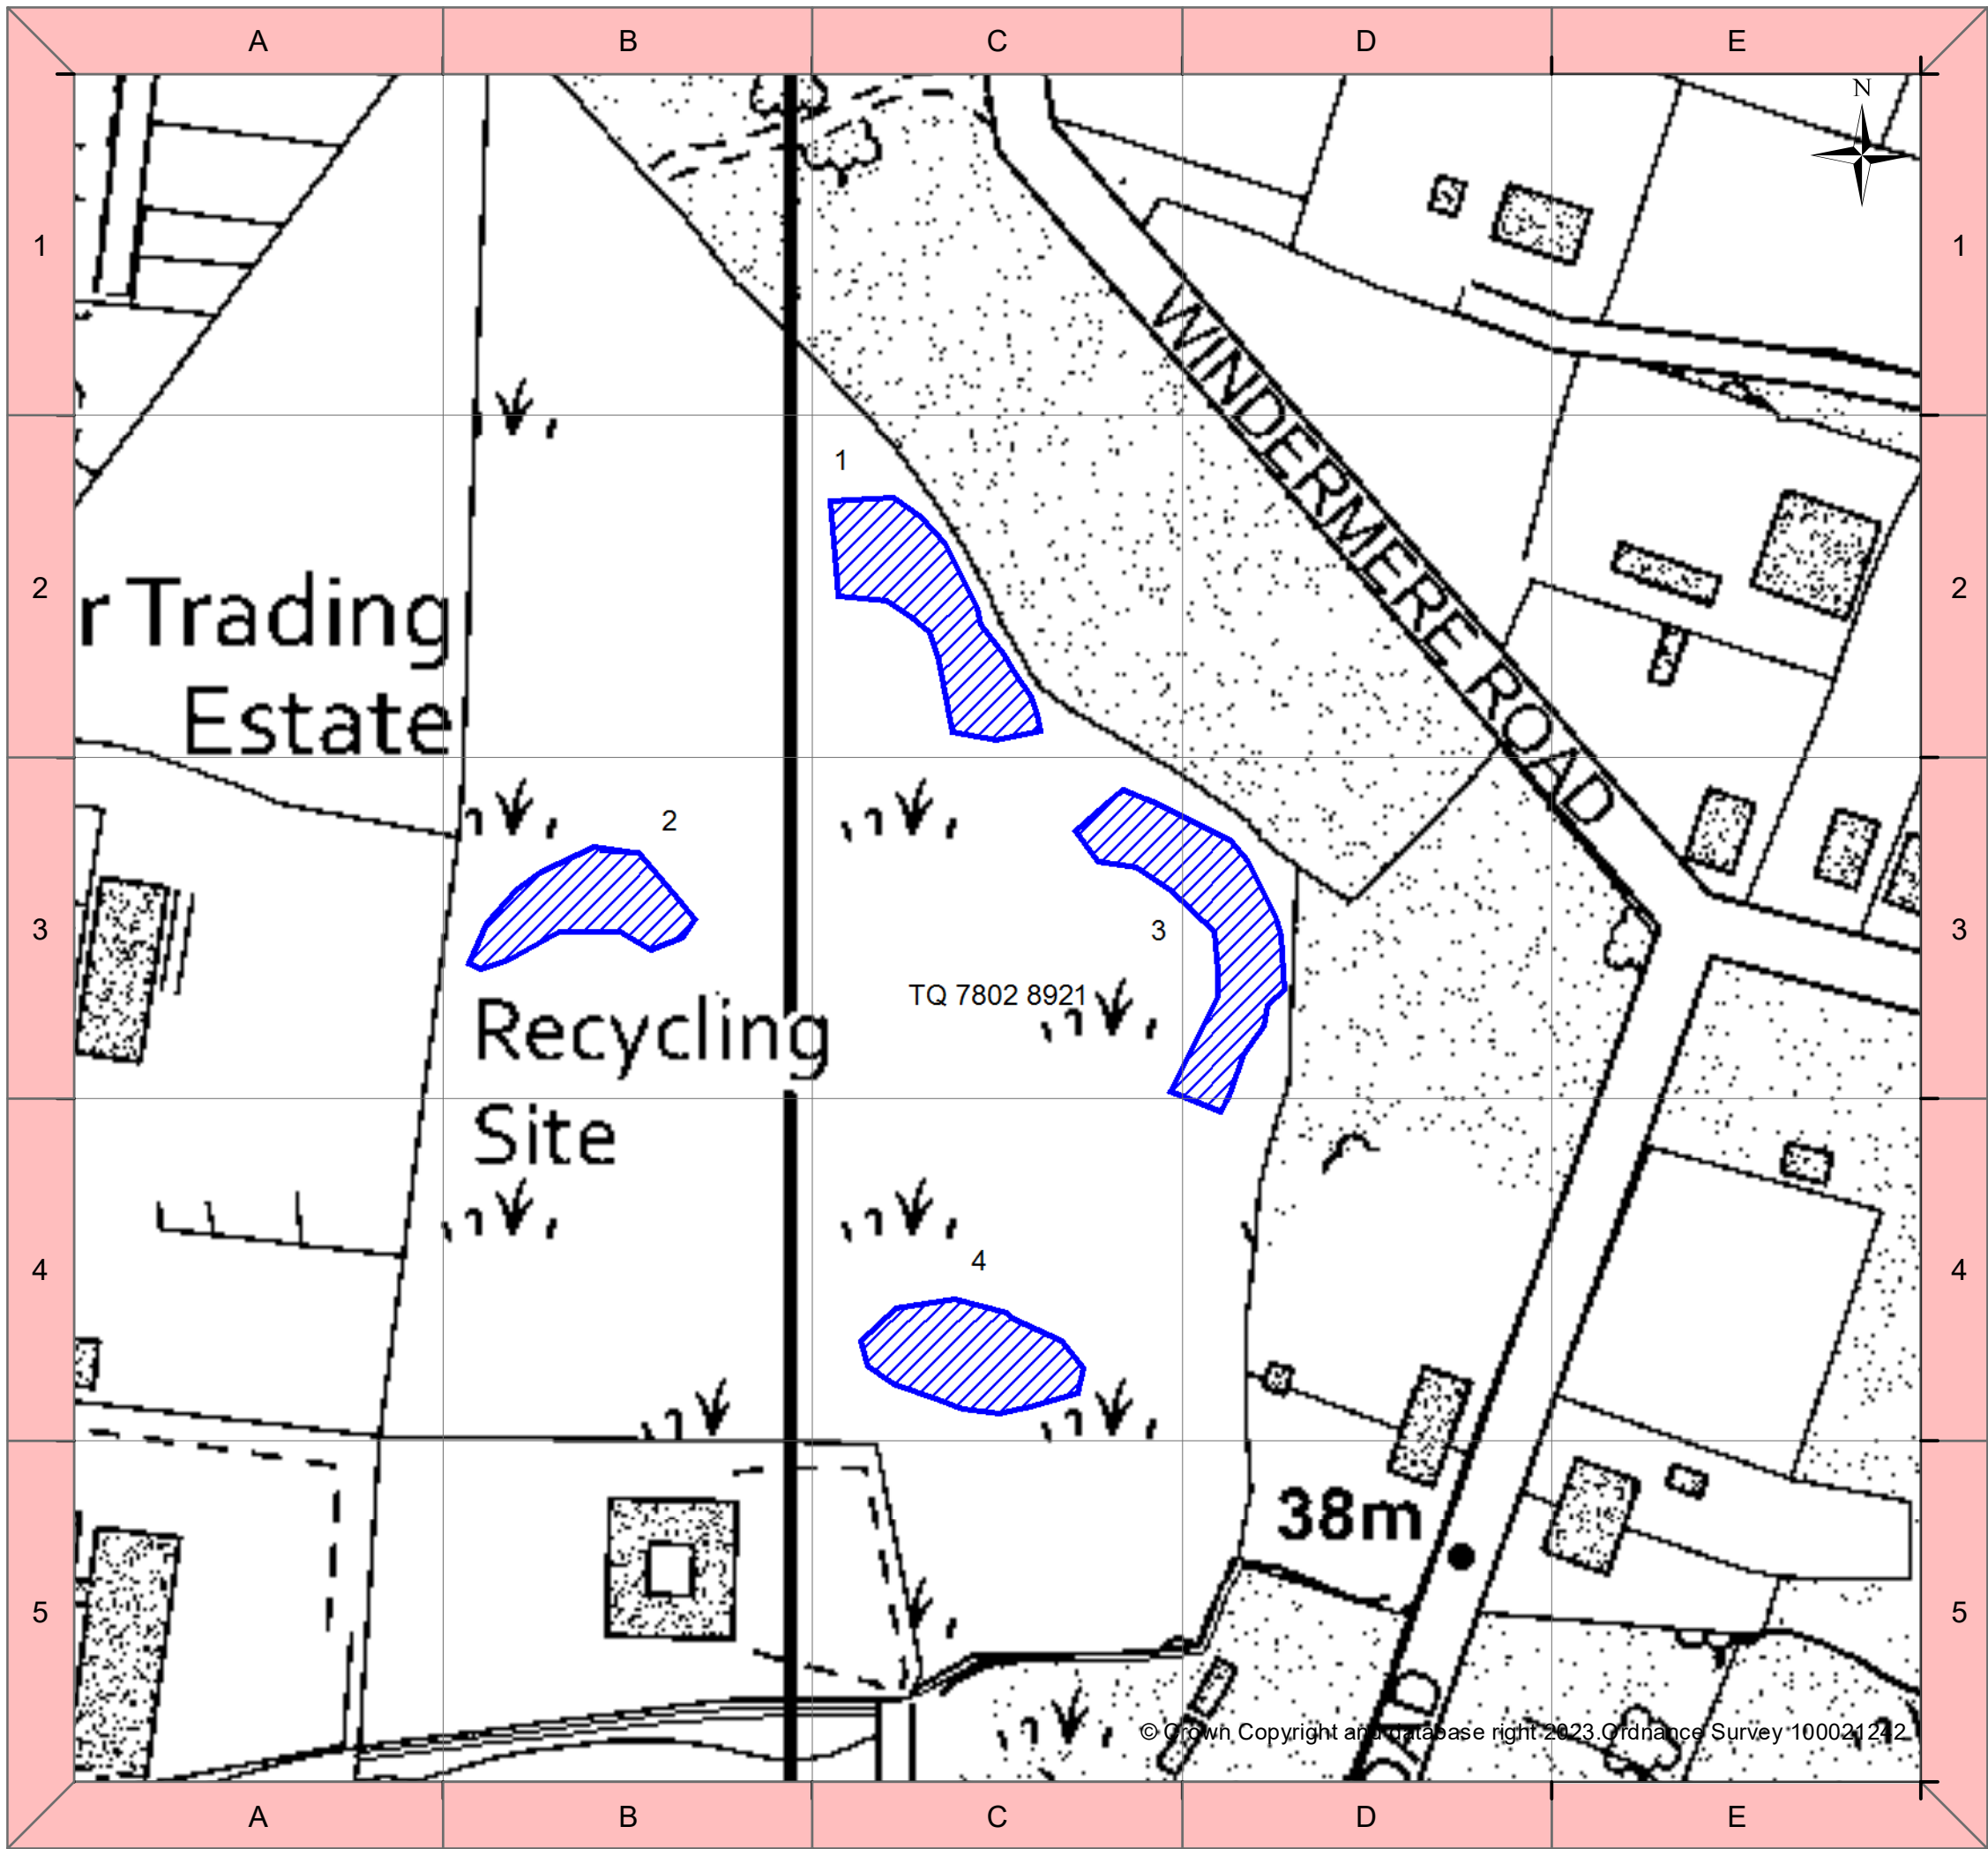 A B C D E
N
1 1
WINDERMERE ROAD
1
2 2
r Trading
Estate
2
3 3
3
TQ 7802 8921
Recycling
Site
4
4 4
38m
5 5
© Crown Copyright and database right 2023.Ordnance Survey 100021242
A B C D E